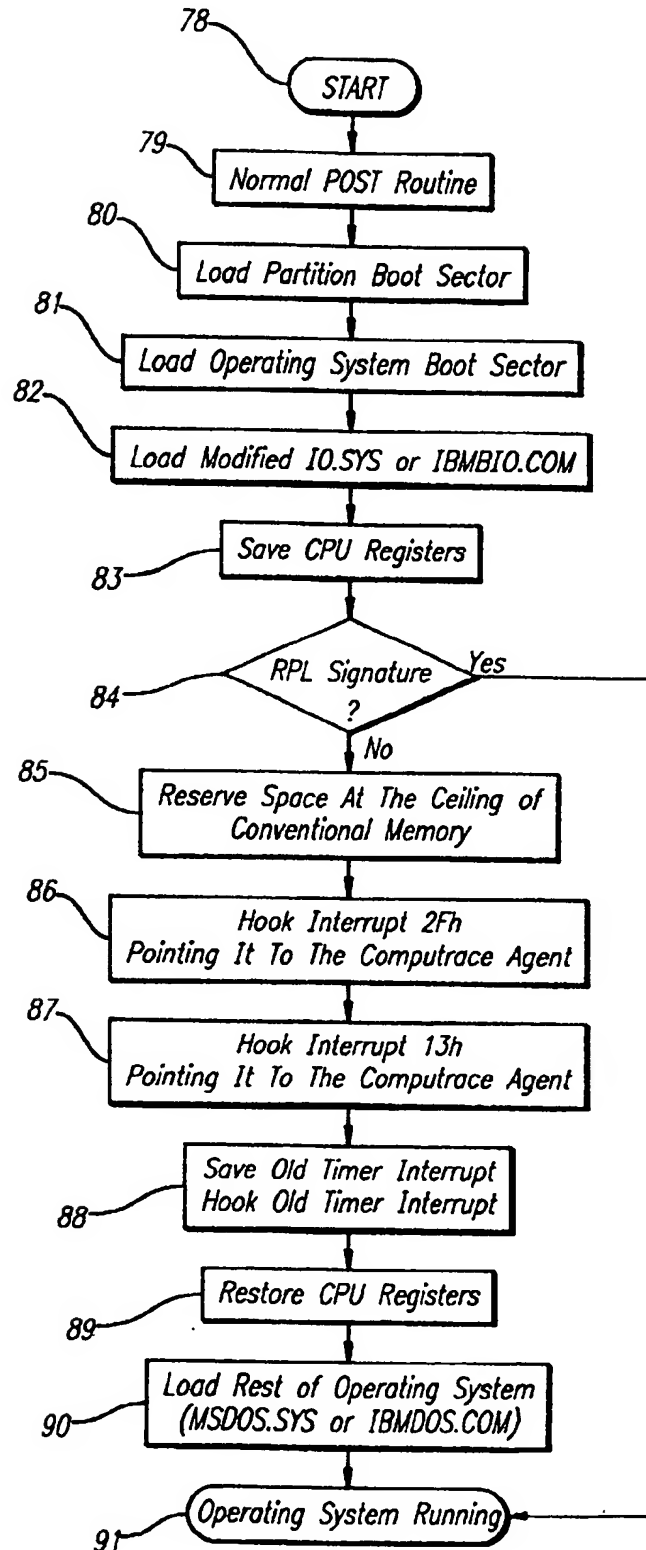 78
START
79
Normal POST Routine
80
Load Partition Boot Sector
81
Load Operating System Boot Sector
82
Load Modified IO.SYS or IBMBIO.COM
Save CPU Registers
83
RPL Signature
?
Yes
84
No
85
Reserve Space At The Ceiling of
Conventional Memory
86
Hook Interrupt 2Fh
Pointing It To The Computrace Agent
87
Hook Interrupt 13h
Pointing It To The Computrace Agent
Save Old Timer Interrupt
Hook Old Timer Interrupt
88
Restore CPU Registers
89
Load Rest of Operating System
(MSDOS.SYS or IBMDOS.COM)
90
Operating System Running
91